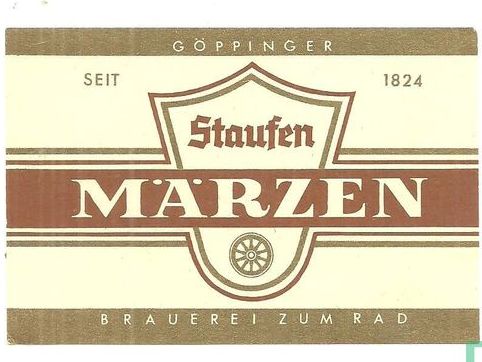 GÖPPINGER
SEIT 1824
Staufen
MÄRZEN
BRAUEREI ZUM RAD